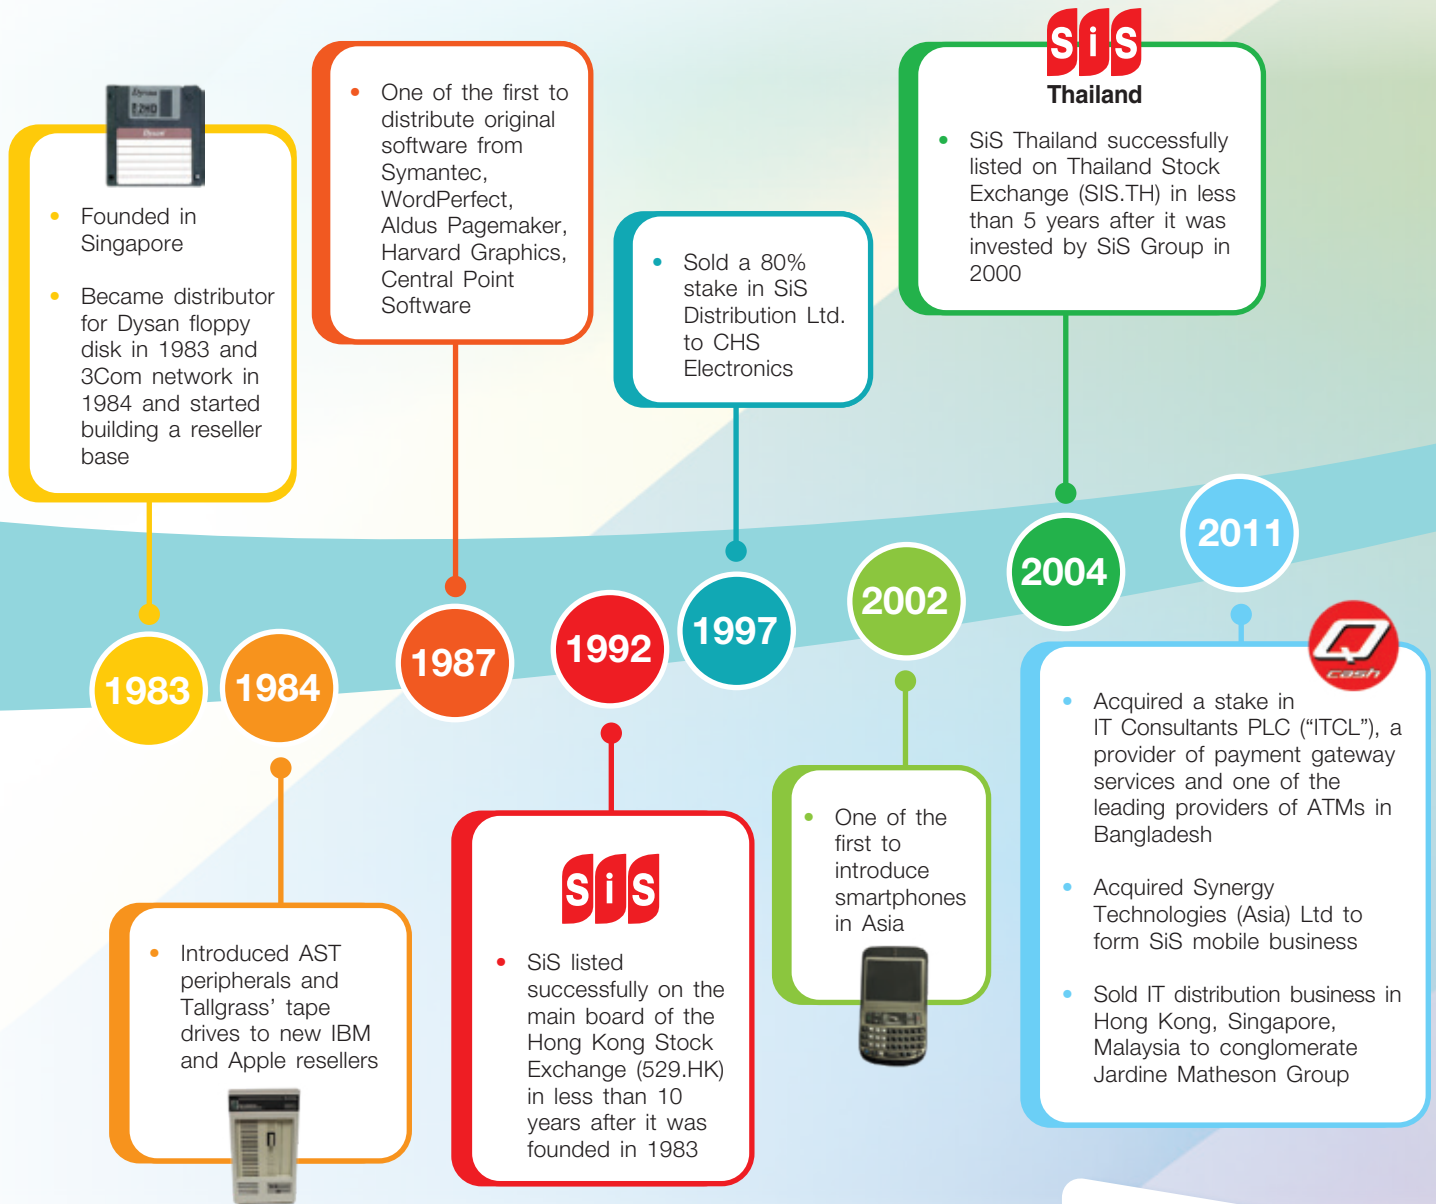 Founded in
Singapore
Became distributor
for Dysan floppy
disk in 1983 and
3Com network in
1984 and started
building a reseller
base
1983
1984
Introduced AST
peripherals and
Tallgrass' tape
drives to new IBM
and Apple resellers
• One of the first to
distribute original
software from
Symantec,
WordPerfect,
Aldus Pagemaker,
Harvard Graphics,
Central Point
Software
1987
1992
SiS
• SiS listed
successfully on the
main board of the
Hong Kong Stock
Exchange (529.HK)
in less than 10
years after it was
founded in 1983
• Sold a 80%
stake in SiS
Distribution Ltd.
to CHS
Electronics
1997
2002
• One of the
first to
introduce
smartphones
in Asia
SiS
Thailand
• SiS Thailand successfully
listed on Thailand Stock
Exchange (SIS.TH) in less
than 5 years after it was
invested by SiS Group in
2000
2004
2011
Q
cash
• Acquired a stake in
IT Consultants PLC (“ITCL”), a
provider of payment gateway
services and one of the
leading providers of ATMs in
Bangladesh
• Acquired Synergy
Technologies (Asia) Ltd to
form SiS mobile business
• Sold IT distribution business in
Hong Kong, Singapore,
Malaysia to conglomerate
Jardine Matheson Group